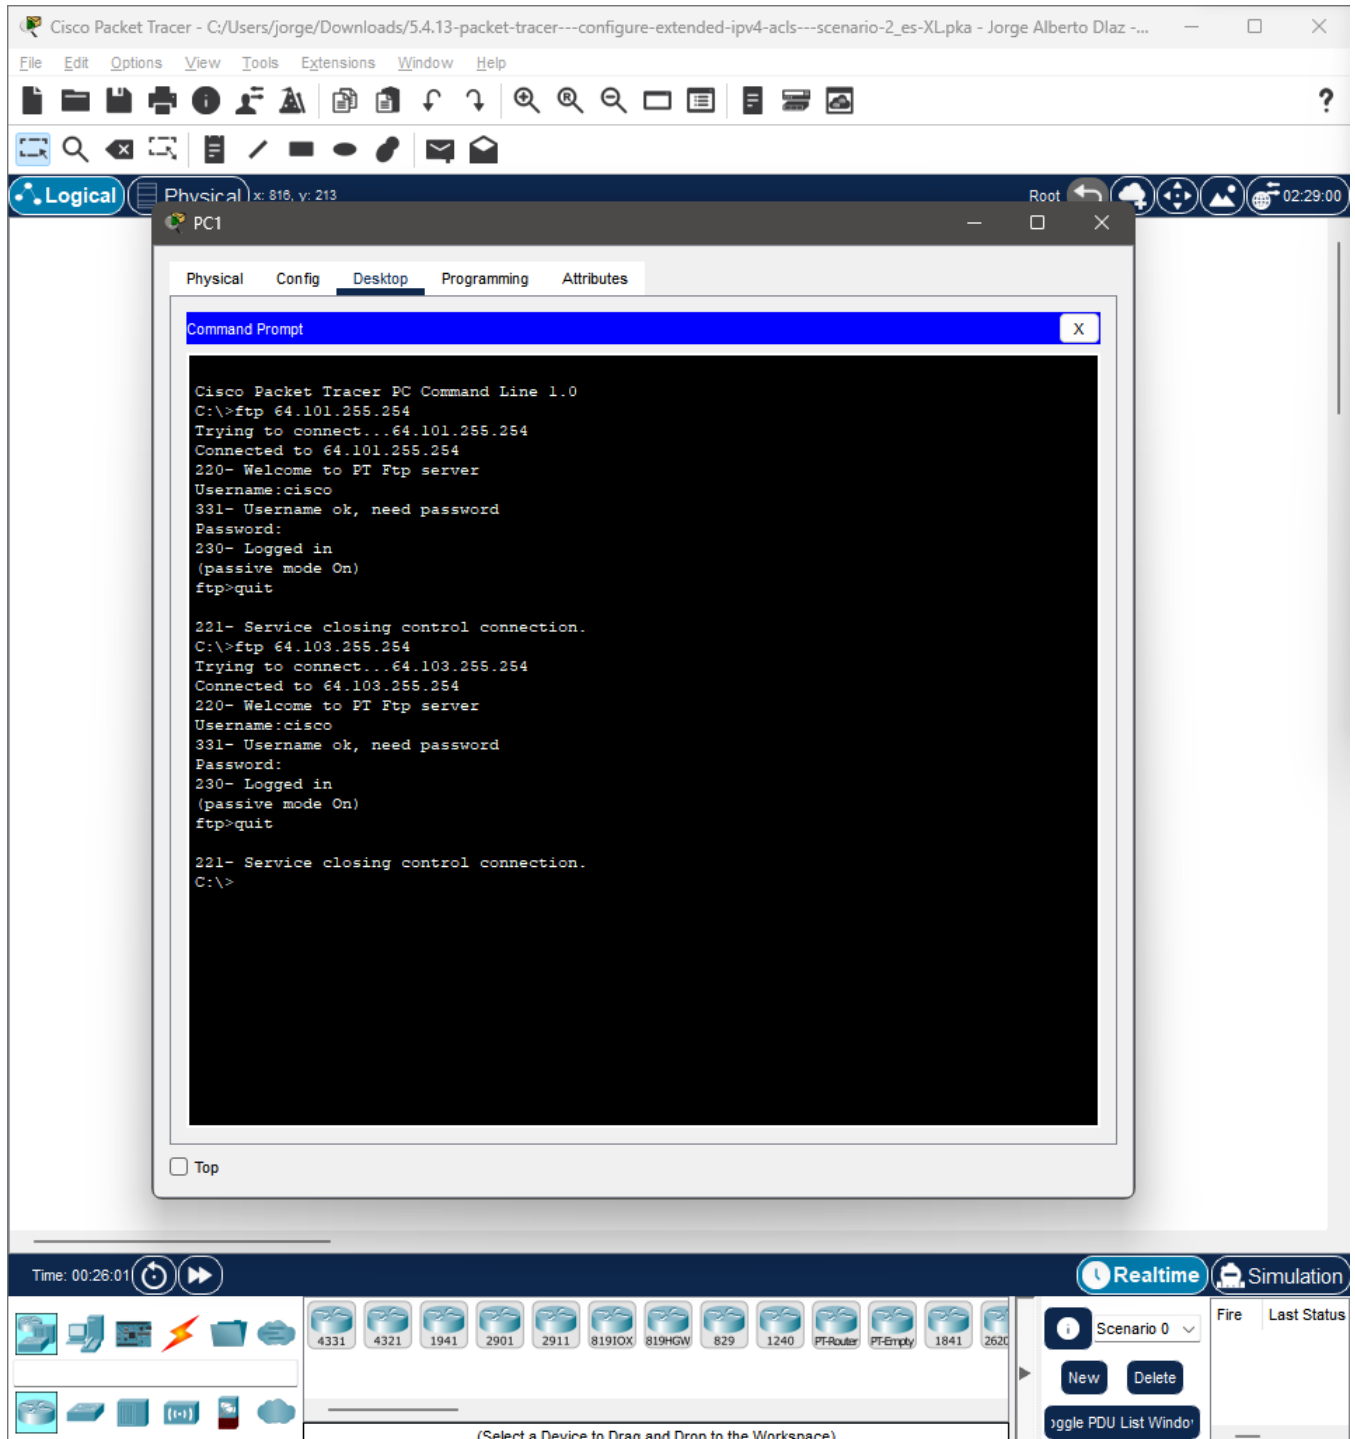 Cisco Packet Tracer - C:/Users/jorge/Downloads/5.4.13-packet-tracer---configure-extended-ipv4-acls---scenario-2_es-XL.pka - Jorge Alberto DIaz -...
File Edit Options View Tools Extensions Window Help
Logical Physical x: 816, y: 213 Root 02:29:00
PC1
Physical Config Desktop Programming Attributes
Command Prompt X
Cisco Packet Tracer PC Command Line 1.0
C:\>ftp 64.101.255.254
Trying to connect...64.101.255.254
Connected to 64.101.255.254
220- Welcome to PT Ftp server
Username:cisco
331- Username ok, need password
Password:
230- Logged in
(passive mode On)
ftp>quit
221- Service closing control connection.
C:\>ftp 64.103.255.254
Trying to connect...64.103.255.254
Connected to 64.103.255.254
220- Welcome to PT Ftp server
Username:cisco
331- Username ok, need password
Password:
230- Logged in
(passive mode On)
ftp>quit
221- Service closing control connection.
C:\>
Top
Time: 00:26:01 Realtime Simulation
4331 4321 1941 2901 2911 819IOX 819HGW 829 1240 PT-Router PT-Empty 1841 2620
Scenario 0
Fire Last Status
New Delete
oggle PDU List Windo
(Select a Device to Drag and Drop to the Workspace)